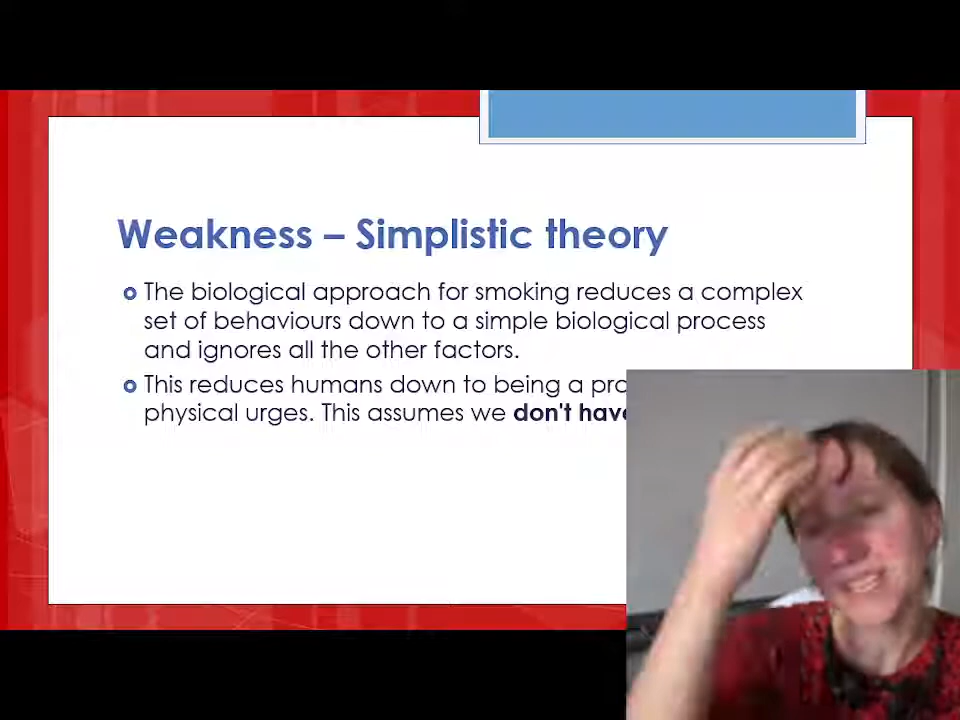 Weakness – Simplistic theory
The biological approach for smoking reduces a complex
set of behaviours down to a simple biological process
and ignores all the other factors.
This reduces humans down to being a
physical urges. This assumes we don't